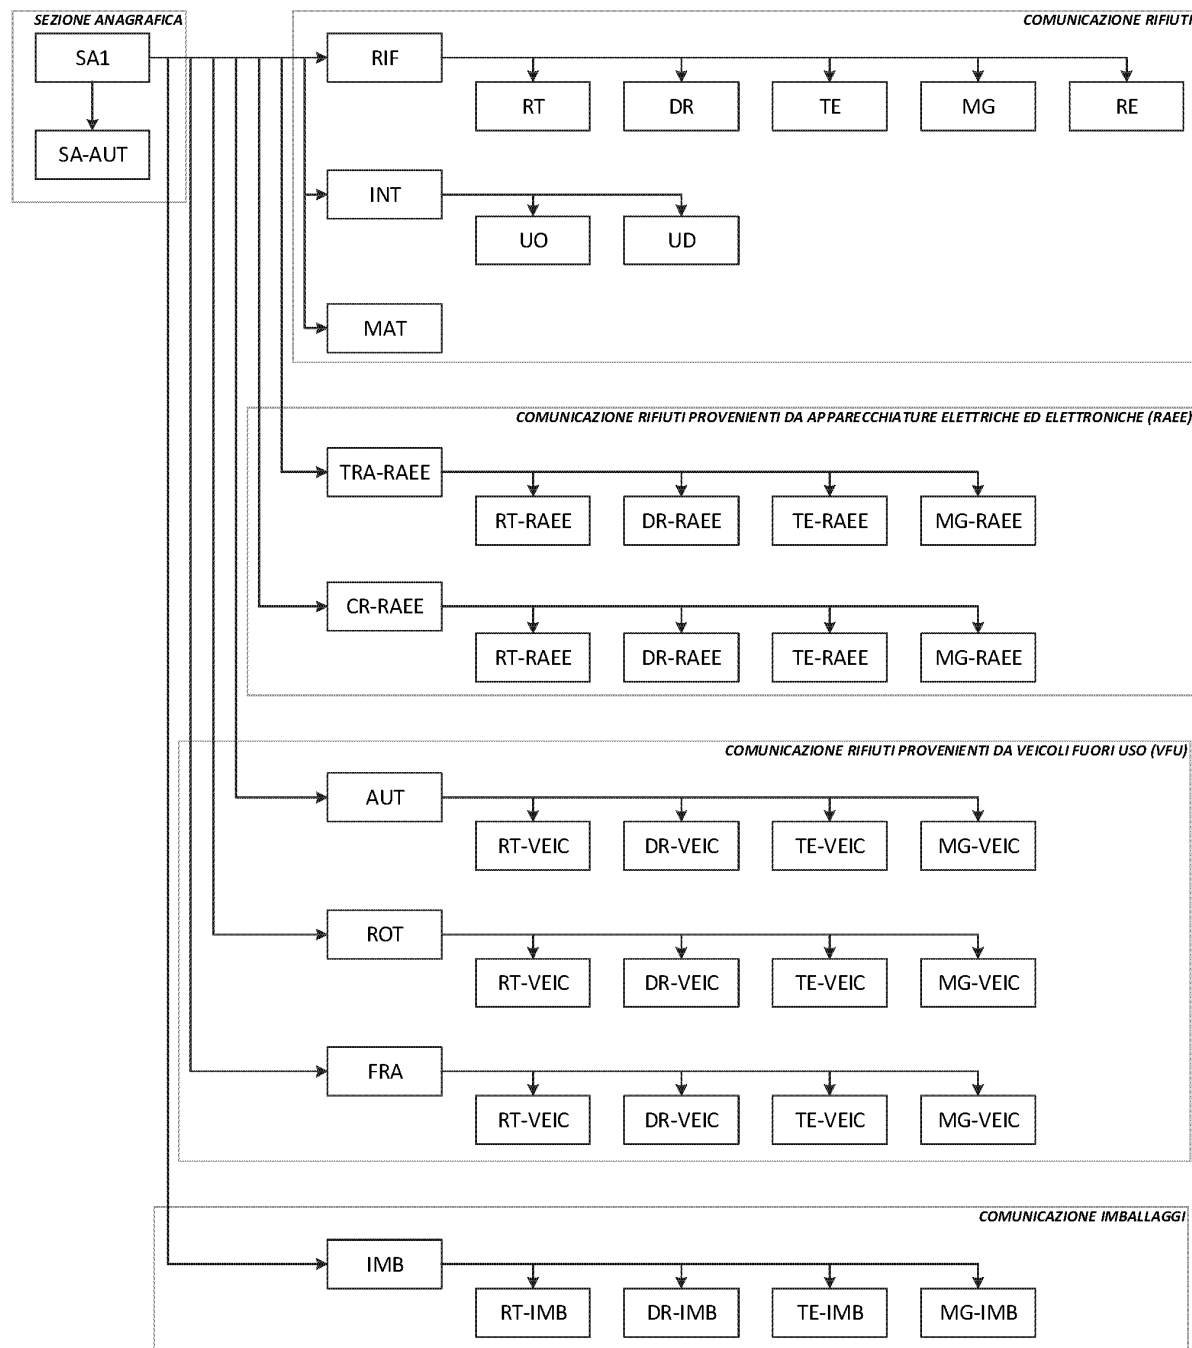 SEZIONE ANAGRAFICA
SA1
SA-AUT
COMUNICAZIONE RIFIUTI
RIF
RT
DR
TE
MG
RE
INT
UO
UD
MAT
COMUNICAZIONE RIFIUTI PROVENIENTI DA APPARECCHIATURE ELETTRICHE ED ELETTRONICHE (RAEE)
TRA-RAEE
RT-RAEE
DR-RAEE
TE-RAEE
MG-RAEE
CR-RAEE
RT-RAEE
DR-RAEE
TE-RAEE
MG-RAEE
COMUNICAZIONE RIFIUTI PROVENIENTI DA VEICOLI FUORI USO (VFU)
AUT
RT-VEIC
DR-VEIC
TE-VEIC
MG-VEIC
ROT
RT-VEIC
DR-VEIC
TE-VEIC
MG-VEIC
FRA
RT-VEIC
DR-VEIC
TE-VEIC
MG-VEIC
COMUNICAZIONE IMBALLAGGI
IMB
RT-IMB
DR-IMB
TE-IMB
MG-IMB